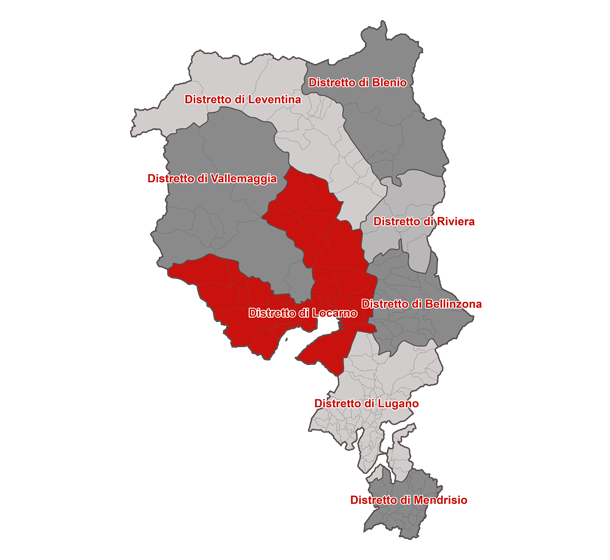 Distretto di Blenio
Distretto di Leventina
Distretto di Vallemaggia
Distretto di Riviera
Distretto di Bellinzona
Distretto di Locarno
Distretto di Lugano
Distretto di Mendrisio